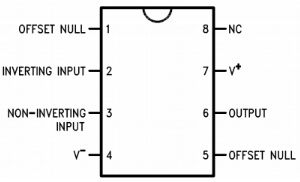 OFFSET NULL 1 8 NC
INVERTING INPUT 2 7 V+
NON-INVERTING 3 6 OUTPUT
INPUT
V− 4 5 OFFSET NULL